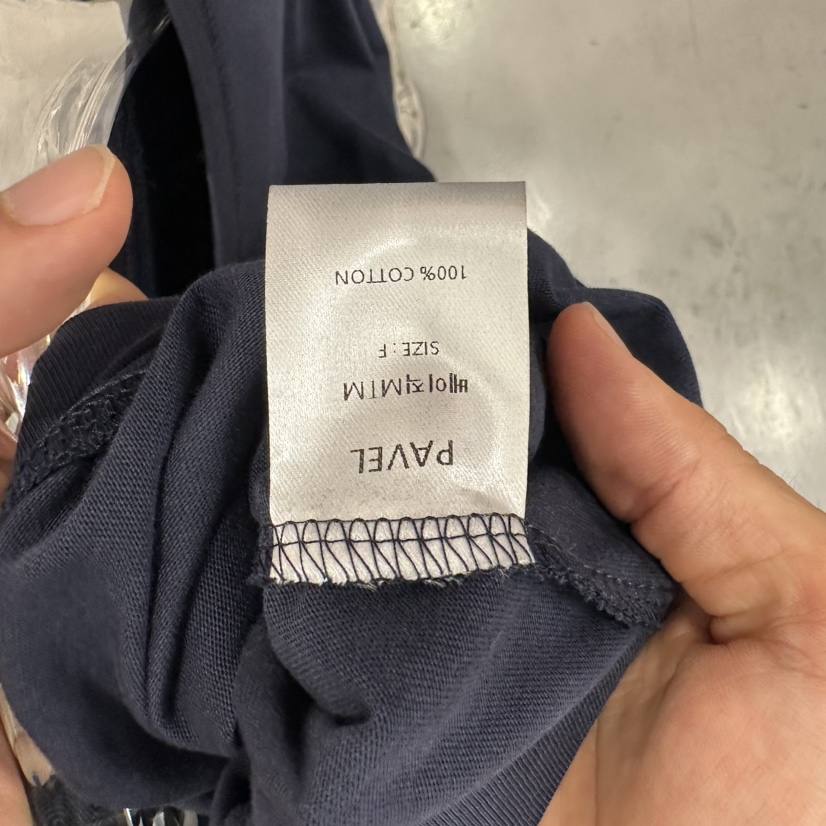 PAVEL
베이직MTM
SIZE : F
100% COTTON